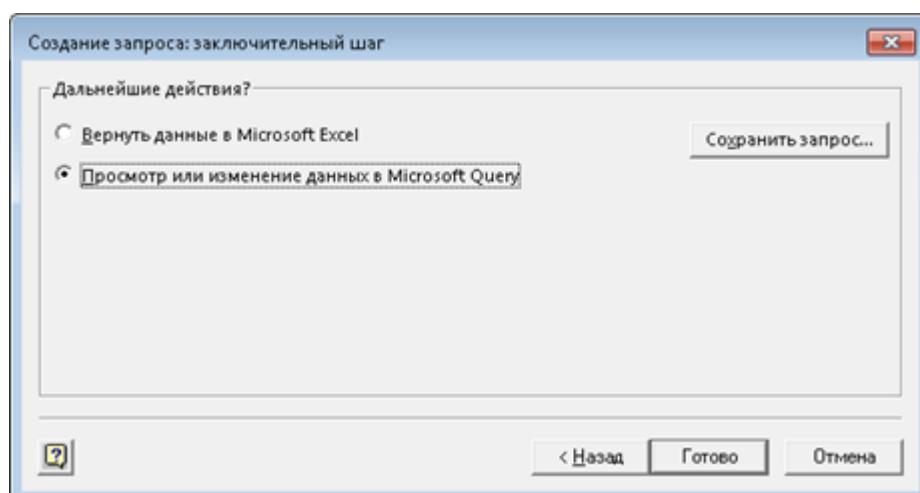 Создание запроса: заключительный шаг
Дальнейшие действия?
Вернуть данные в Microsoft Excel
Сохранить запрос...
Просмотр или изменение данных в Microsoft Query
< Назад
Готово
Отмена